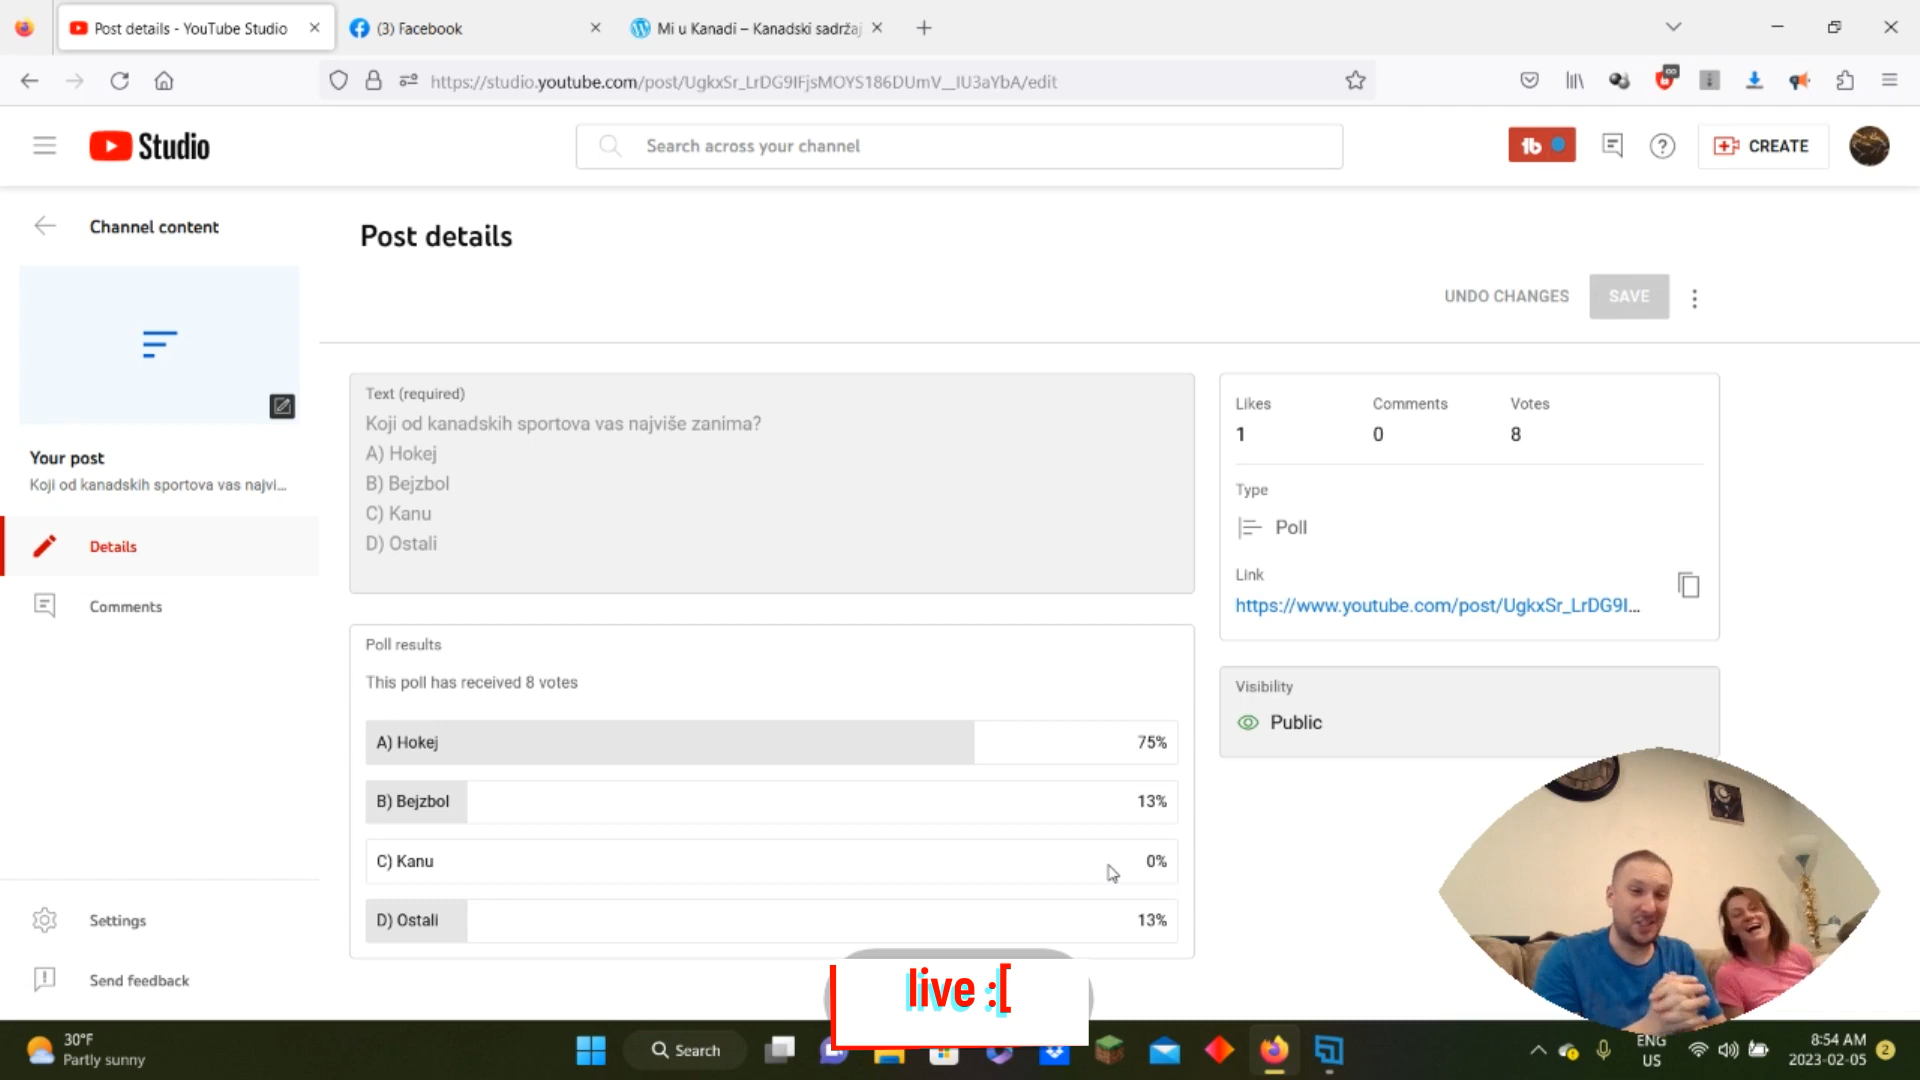 Post details - YouTube Studio
(3) Facebook
Mi u Kanadi – Kanadski sadržaj
https://studio.youtube.com/post/UgkxSr_LrDG9IFjsMOYS186DUmV__IU3aYbA/edit
Studio
Search across your channel
tb
CREATE
Channel content
Post details
UNDO CHANGES
SAVE
Text (required)
Koji od kanadskih sportova vas najviše zanima?
A) Hokej
B) Bejzbol
C) Kanu
D) Ostali
Likes
Comments
Votes
1
0
8
Your post
Koji od kanadskih sportova vas najvi...
Type
Poll
Details
Link
https://www.youtube.com/post/UgkxSr_LrDG9I...
Comments
Poll results
This poll has received 8 votes
Visibility
Public
A) Hokej 75%
B) Bejzbol 13%
C) Kanu 0%
D) Ostali 13%
Settings
Send feedback
live :[
30°F
Partly sunny
Search
ENG
US
8:54 AM
2023-02-05
2